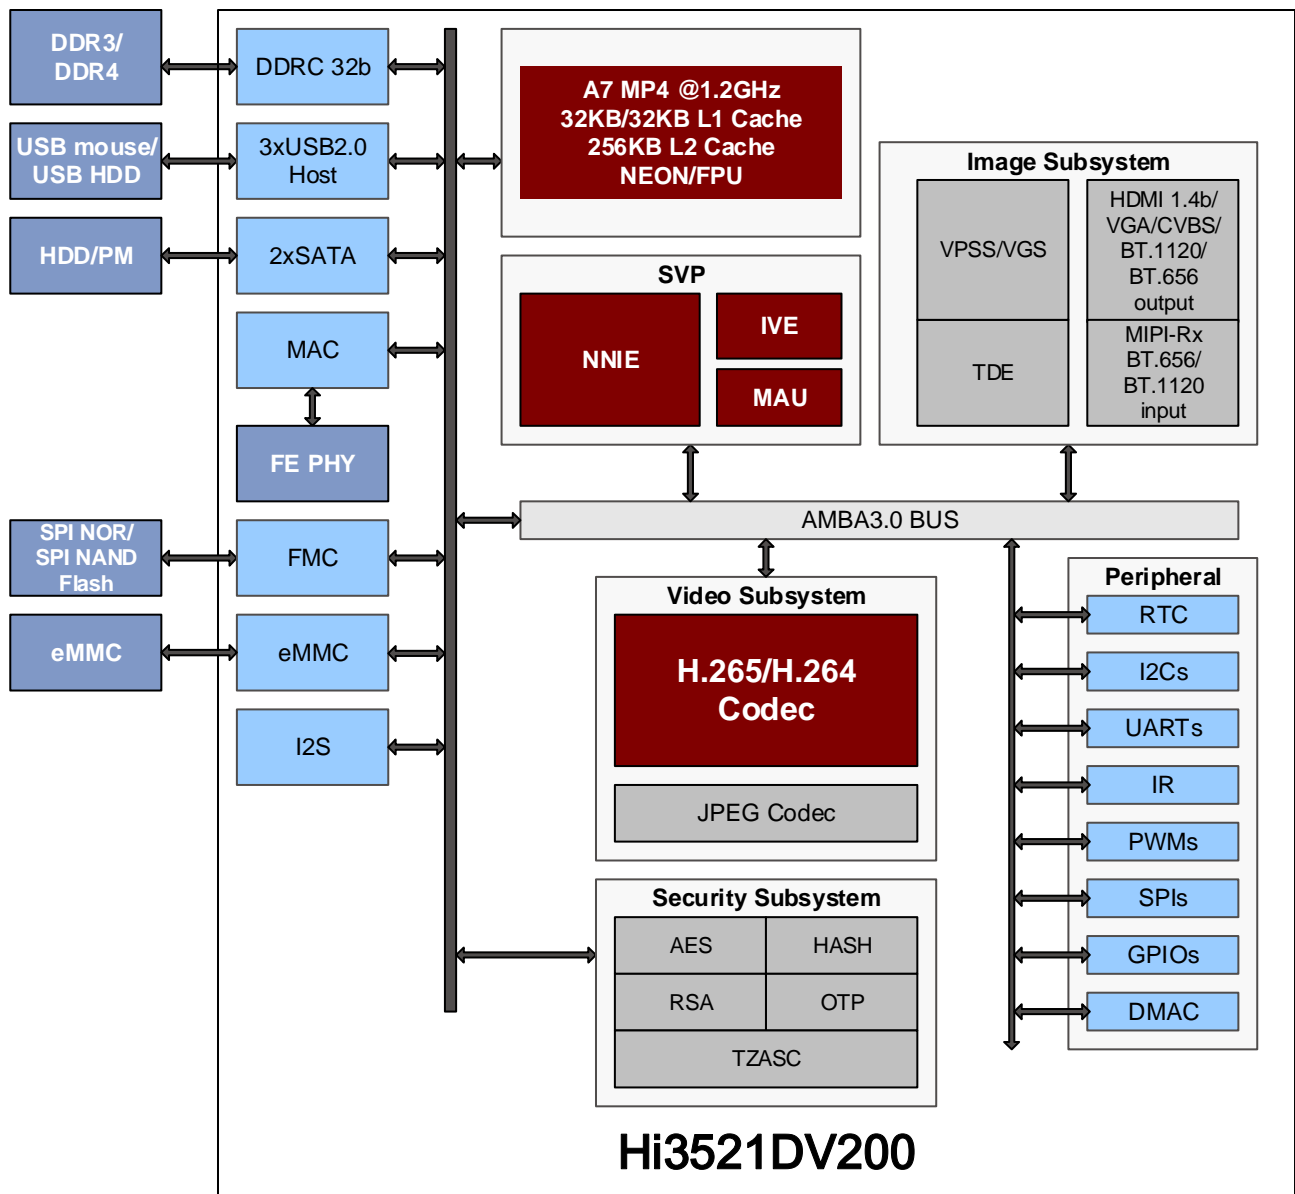 DDR3/
DDR4
USB mouse/
USB HDD
HDD/PM
SPI NOR/
SPI NAND
Flash
eMMC
DDRC 32b
3xUSB2.0
Host
2xSATA
MAC
FE PHY
FMC
eMMC
I2S
A7 MP4 @1.2GHz
32KB/32KB L1 Cache
256KB L2 Cache
NEON/FPU
SVP
NNIE
IVE
MAU
Image Subsystem
VPSS/VGS
TDE
HDMI 1.4b/
VGA/CVBS/
BT.1120/
BT.656
output
MIPI-Rx
BT.656/
BT.1120
input
AMBA3.0 BUS
Video Subsystem
H.265/H.264
Codec
JPEG Codec
Security Subsystem
AES
HASH
RSA
OTP
TZASC
Peripheral
RTC
I2Cs
UARTs
IR
PWMs
SPIs
GPIOs
DMAC
Hi3521DV200